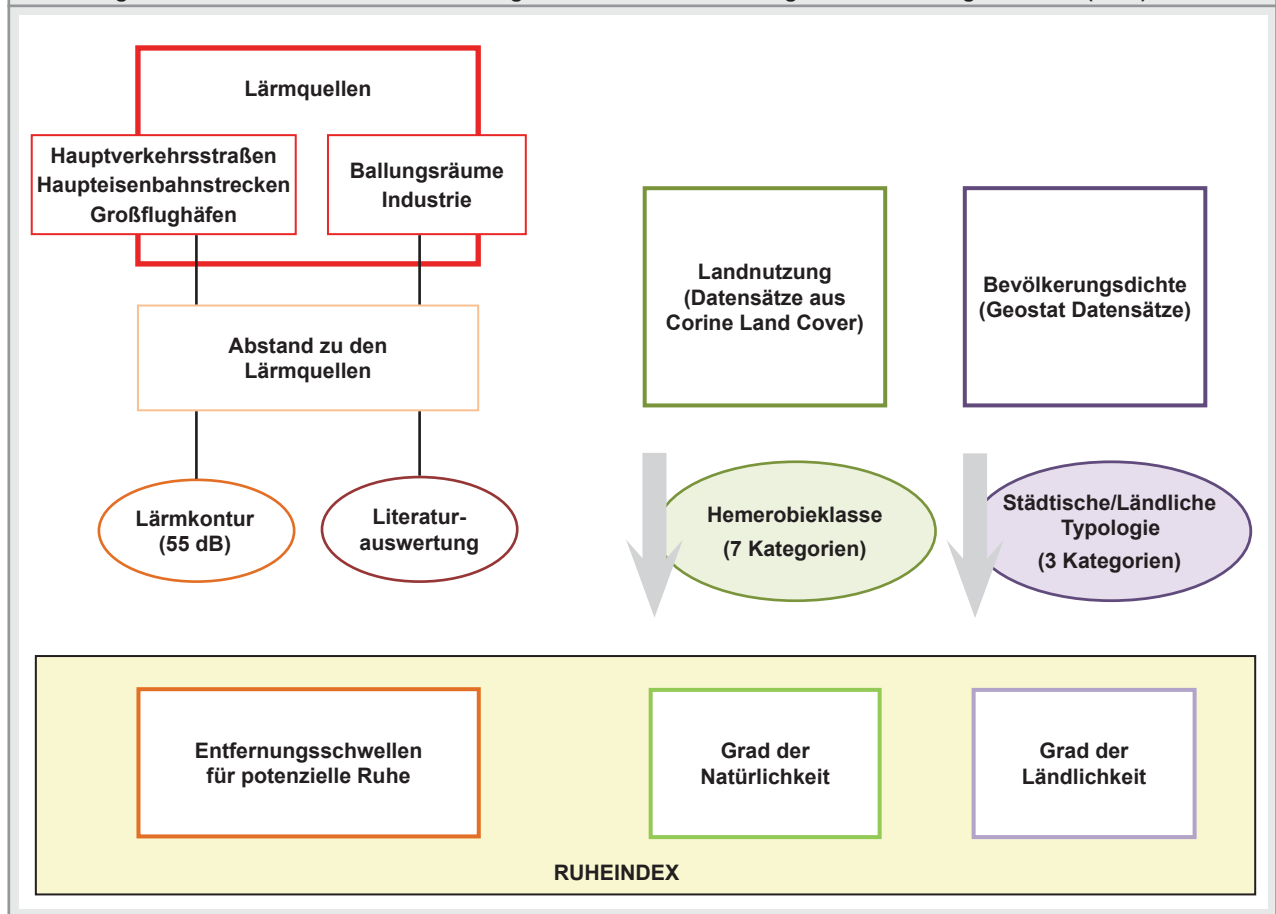 Lärmquellen
Hauptverkehrsstraßen
Haupteisenbahnstrecken
Großflughäfen
Ballungsräume
Industrie
Abstand zu den
Lärmquellen
Lärmkontur
(55 dB)
Literatur-
auswertung
Landnutzung
(Datensätze aus
Corine Land Cover)
Hemerobieklasse
(7 Kategorien)
Bevölkerungsdichte
(Geostat Datensätze)
Städtische/Ländliche
Typologie
(3 Kategorien)
Entfernungsschwellen
für potenzielle Ruhe
Grad der
Natürlichkeit
Grad der
Ländlichkeit
RUHEINDEX